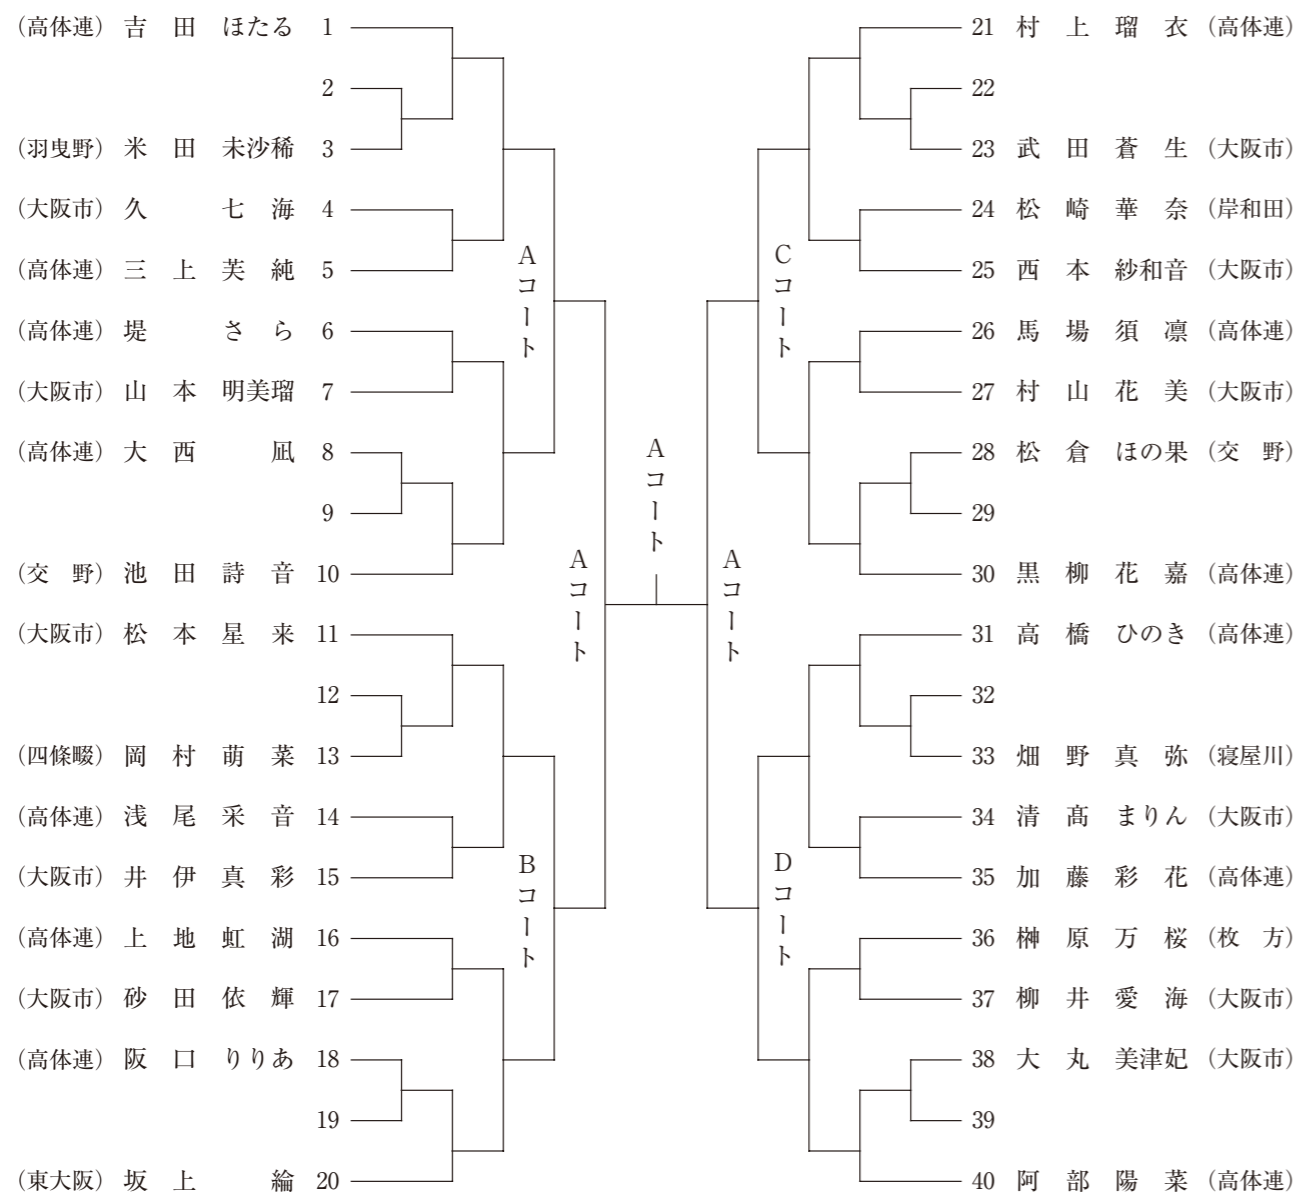 （高体連） 吉　田　ほたる 1
2
（羽曳野） 米　田　未沙稀 3
（大阪市） 久　　　七　海 4
（高体連） 三　上　芙　純 5
（高体連） 堤　　　さ　ら 6
（大阪市） 山　本　明美瑠 7
（高体連） 大　西　　　凪 8
9
（交　野） 池　田　詩　音 10
（大阪市） 松　本　星　来 11
12
（四條畷） 岡　村　萌　菜 13
（高体連） 浅　尾　采　音 14
（大阪市） 井　伊　真　彩 15
（高体連） 上　地　虹　湖 16
（大阪市） 砂　田　依　輝 17
（高体連） 阪　口　りりあ 18
19
（東大阪） 坂　上　　　綸 20
Aコート
Bコート
Aコート
Aコート
Aコート
Cコート
Dコート
21 村　上　瑠　衣 （高体連）
22
23 武　田　蒼　生 （大阪市）
24 松　崎　華　奈 （岸和田）
25 西　本　紗和音 （大阪市）
26 馬　場　須　凛 （高体連）
27 村　山　花　美 （大阪市）
28 松　倉　ほの果 （交　野）
29
30 黒　柳　花　嘉 （高体連）
31 高　橋　ひのき （高体連）
32
33 畑　野　真　弥 （寝屋川）
34 清　髙　まりん （大阪市）
35 加　藤　彩　花 （高体連）
36 榊　原　万　桜 （枚　方）
37 柳　井　愛　海 （大阪市）
38 大　丸　美津妃 （大阪市）
39
40 阿　部　陽　菜 （高体連）